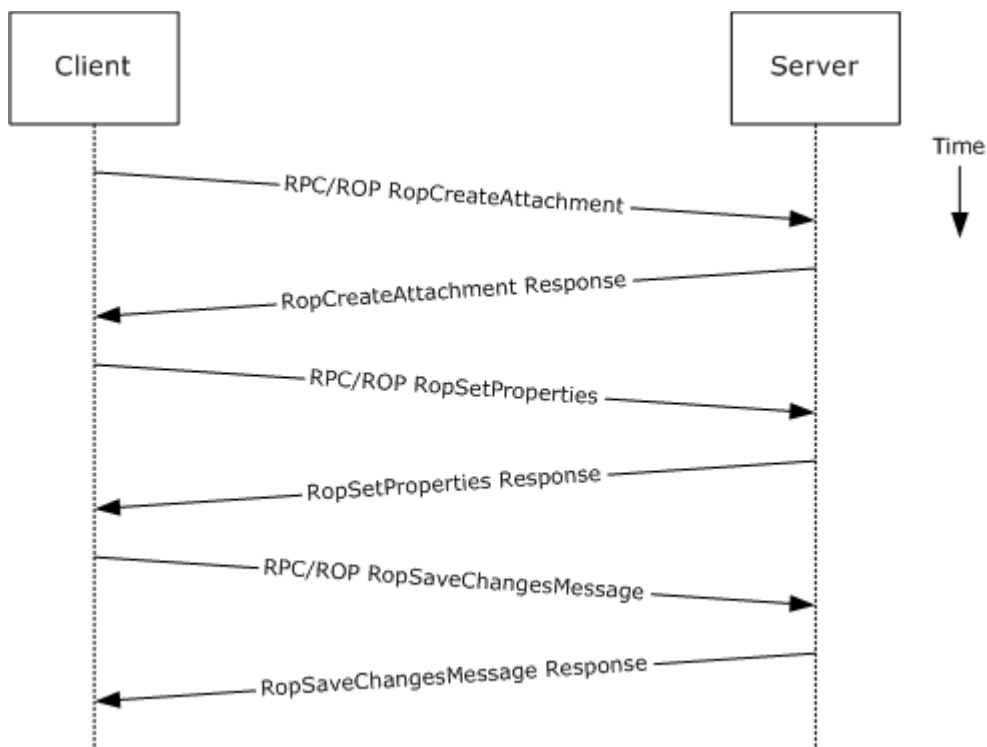 Client
Server
Time
RPC/ROP RopCreateAttachment
RopCreateAttachment Response
RPC/ROP RopSetProperties
RopSetProperties Response
RPC/ROP RopSaveChangesMessage
RopSaveChangesMessage Response